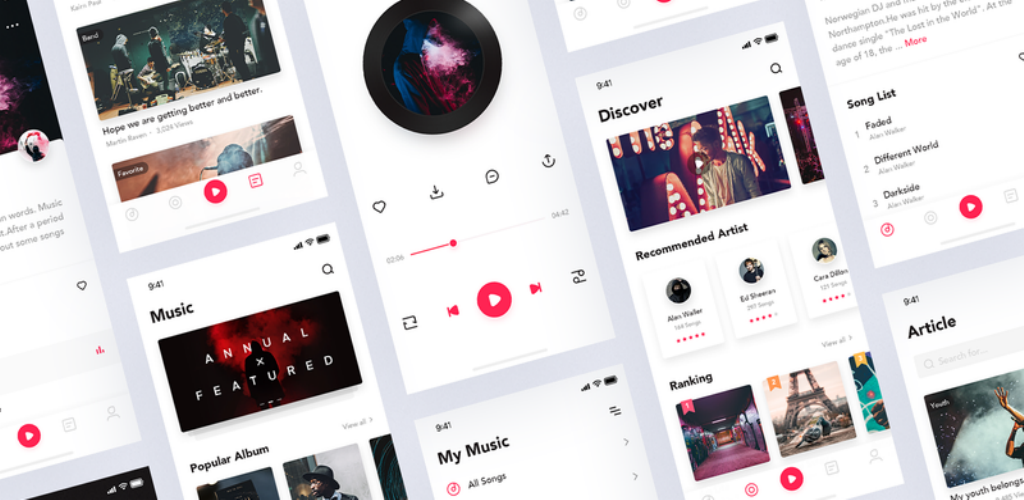 Karin Paul
Band
Hope we are getting better and better.
Martin Raven · 3,024 Views
Favorite
n words. Music
t.After a period
out some songs
9:41
Music
ANNUAL
×
FEATURED
View all >
Popular Album
02:06
04:42
9:41
My Music
All Songs
9:41
Discover
Recommended Artist
Alan Walker
168 Songs
Ed Sheeran
297 Songs
Cara Dillon
129 Songs
View all >
Ranking
1
2
Norwegian DJ and
Northampton.He was hit by the
dance single "The Lost in the World". At the
age of 18, the ... More
Song List
1 Faded
Alan Walker
2 Different World
Alan Walker
3 Darkside
Alan Walker
9:41
Article
Search for...
Youth
My youth belongs